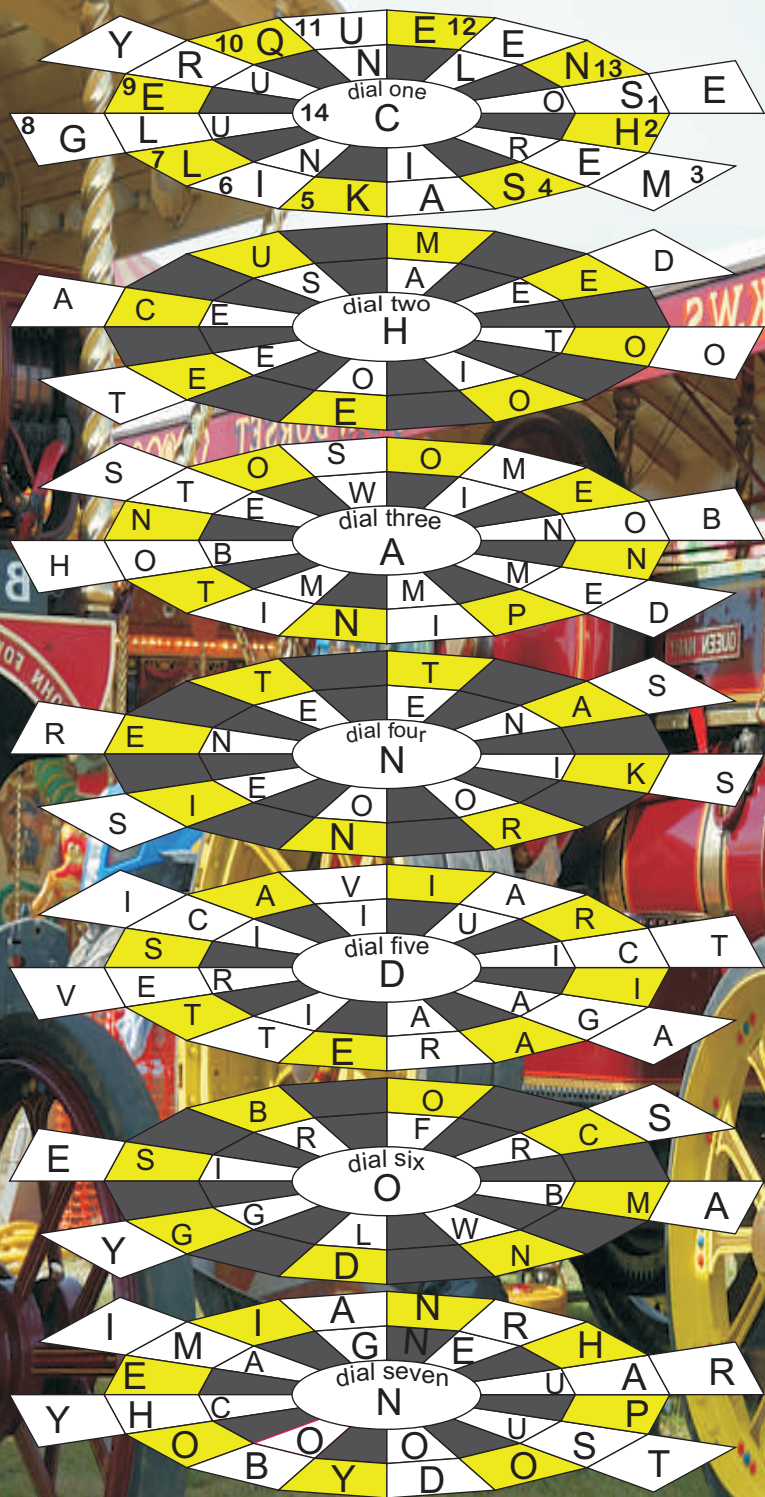 10 Q 11 U E 12 E
Y R U N L N 13
9 E dial one O S 1 E
8 G L U 14 C H 2
7 L 6 I N 5 K I A S 4 R E M 3
U M D
S A E E
A C E dial two
H T O O
T E E O I
E O
S O S O M
T E W I E
N dial three N O B
H O B A N
T I M N M I P M E D
T T S
E E N A
R E N dial four
N I K S
S I E O O
N R
I A V I A
C I I U R
S dial five I C T
V E R D I
T T I E A R A A G A
B O S
R F R C
E S I dial six
O B M A
Y G G L W
D N
I I A N R
M A G N E H
E dial seven U A R
Y H C N P
O B O Y O D O U S T